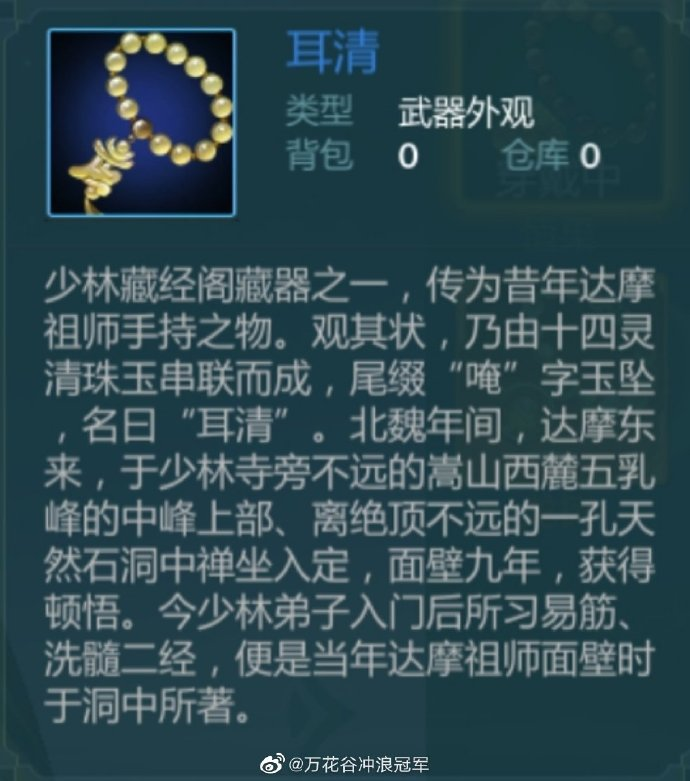 耳清
类型 武器外观
背包 0 仓库 0
少林藏经阁藏器之一，传为昔年达摩
祖师手持之物。观其状，乃由十四灵
清珠玉串联而成，尾缀“唵”字玉坠
，名曰“耳清”。北魏年间，达摩东
来，于少林寺旁不远的嵩山西麓五乳
峰的中峰上部、离绝顶不远的一孔天
然石洞中禅坐入定，面壁九年，获得
顿悟。今少林弟子入门后所习易筋、
洗髓二经，便是当年达摩祖师面壁时
于洞中所著。
@万花谷冲浪冠军